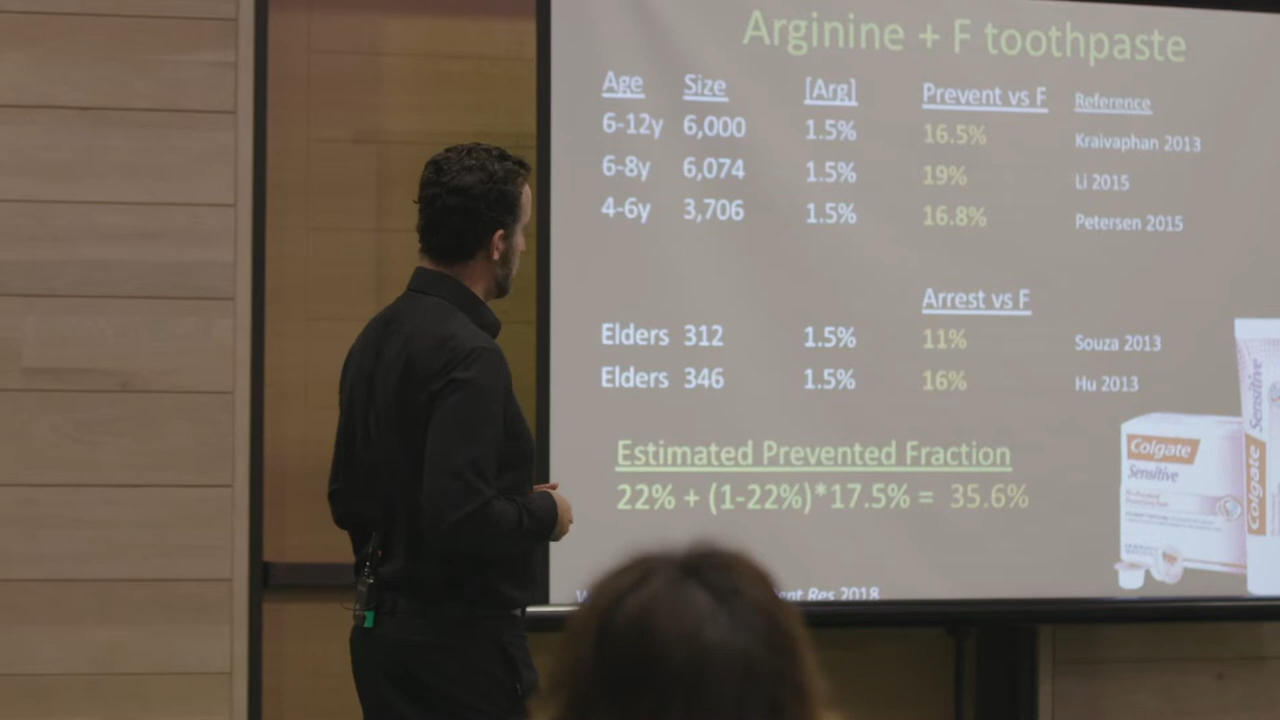 Arginine + F toothpaste
Age Size [Arg] Prevent vs F Reference
6-12y 6,000 1.5% 16.5% Kraivaphan 2013
6-8y 6,074 1.5% 19% Li 2015
4-6y 3,706 1.5% 16.8% Petersen 2015
Arrest vs F
Elders 312 1.5% 11% Souza 2013
Elders 346 1.5% 16% Hu 2013
Estimated Prevented Fraction
22% + (1-22%)*17.5% = 35.6%
Colgate
Sensitive
Colgate Sensitive
Res 2018